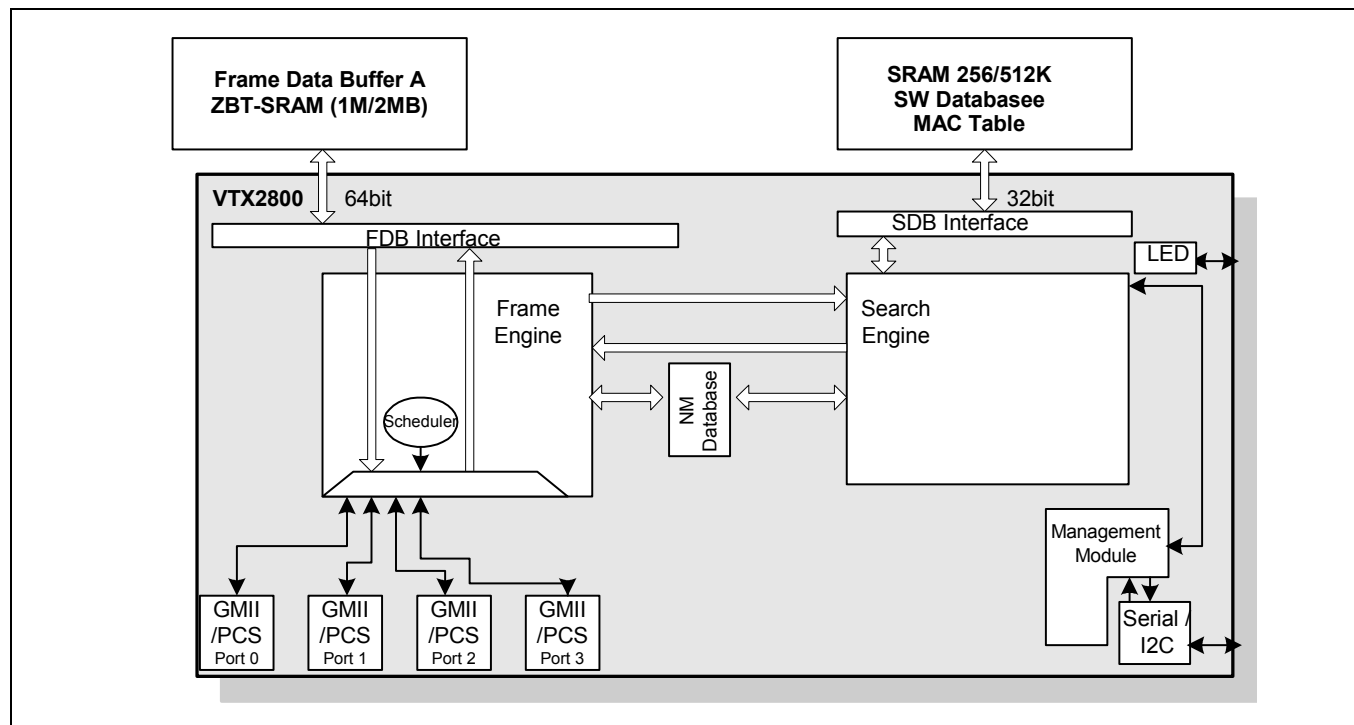 Frame Data Buffer A
ZBT-SRAM (1M/2MB)
SRAM 256/512K
SW Databasee
MAC Table
VTX2800
64bit
32bit
FDB Interface
SDB Interface
LED
Frame
Engine
Search
Engine
NM
Database
Scheduler
Management
Module
GMII
/PCS
Port 0
GMII
/PCS
Port 1
GMII
/PCS
Port 2
GMII
/PCS
Port 3
Serial /
I2C